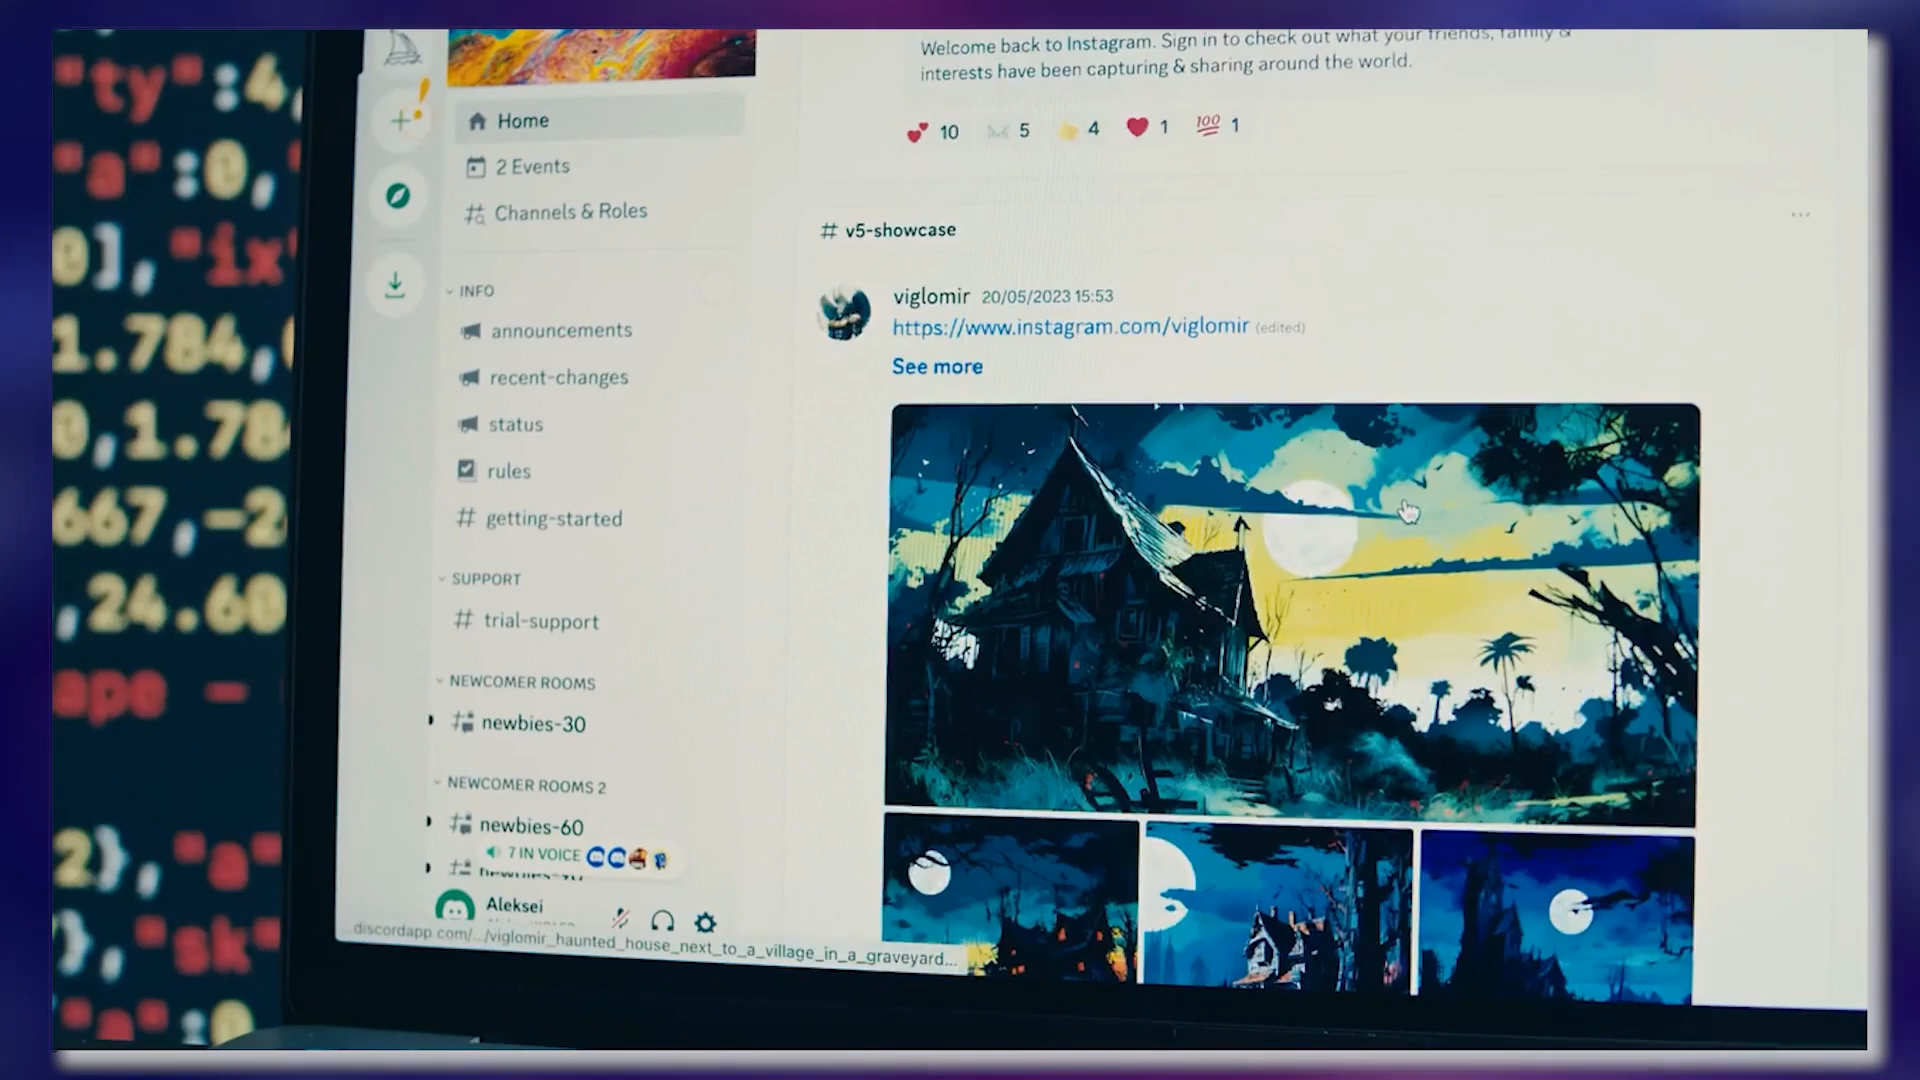 "ty":4,
"a":0,
0],"ix"
1.784,
0,1.784
667,-2
,24.60
ape -
2},"a"
},"sk"
"a":0
Home
2 Events
Channels & Roles
INFO
announcements
recent-changes
status
rules
getting-started
SUPPORT
trial-support
NEWCOMER ROOMS
newbies-30
NEWCOMER ROOMS 2
newbies-60
7 IN VOICE
Aleksei
discordapp.com/.../viglomir_haunted_house_next_to_a_village_in_a_graveyard...
Welcome back to Instagram. Sign in to check out what your friends, family &
interests have been capturing & sharing around the world.
10 5 4 1 100 1
# v5-showcase
viglomir 20/05/2023 15:53
https://www.instagram.com/viglomir (edited)
See more